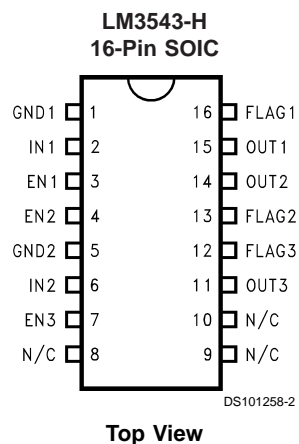 LM3543-H
16-Pin SOIC
GND1 1 16 FLAG1
IN1 2 15 OUT1
EN1 3 14 OUT2
EN2 4 13 FLAG2
GND2 5 12 FLAG3
IN2 6 11 OUT3
EN3 7 10 N/C
N/C 8 9 N/C
DS101258-2
Top View